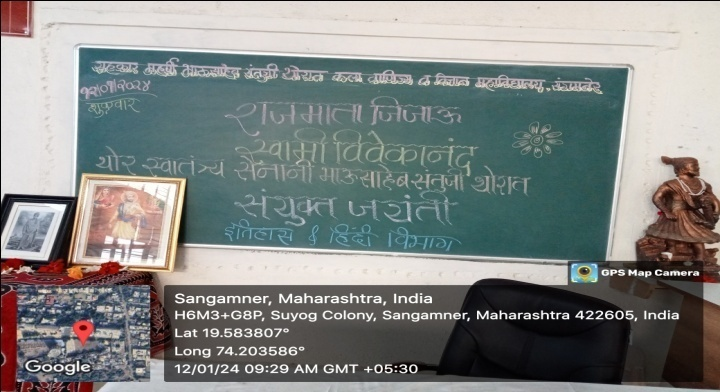 सहकार महर्षी भाऊसाहेब संतुजी थोरात कला वाणिज्य व विज्ञान महाविद्यालय, संगमनेर
१२/०१/२०२४
शुक्रवार
राजमाता जिजाऊ
स्वामी विवेकानंद
थोर स्वातंत्र्य सैनानी भाऊसाहेब संतुजी थोरात
संयुक्त जयंती
इतिहास & हिंदी विभाग
GPS Map Camera
Sangamner, Maharashtra, India
H6M3+G8P, Suyog Colony, Sangamner, Maharashtra 422605, India
Lat 19.583807°
Long 74.203586°
12/01/24 09:29 AM GMT +05:30
Google